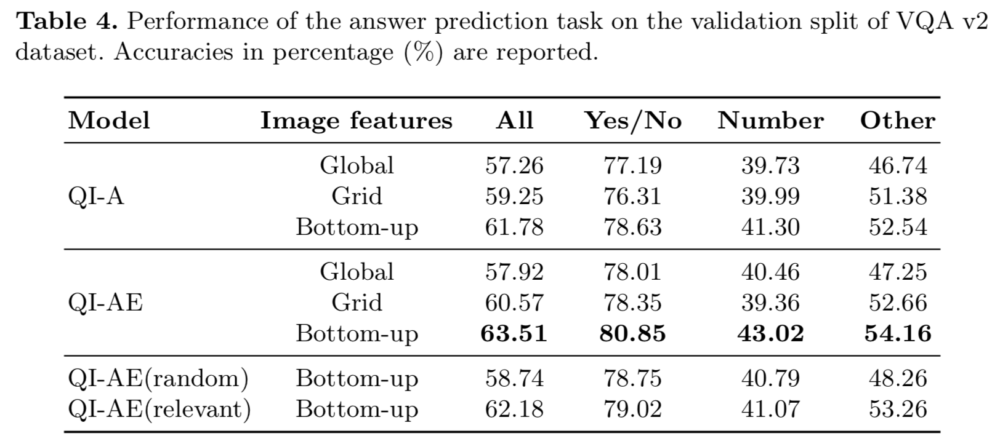 Table 4. Performance of the answer prediction task on the validation split of VQA v2
dataset. Accuracies in percentage (%) are reported.
Model Image features All Yes/No Number Other
Global 57.26 77.19 39.73 46.74
QI-A Grid 59.25 76.31 39.99 51.38
Bottom-up 61.78 78.63 41.30 52.54
Global 57.92 78.01 40.46 47.25
QI-AE Grid 60.57 78.35 39.36 52.66
Bottom-up 63.51 80.85 43.02 54.16
QI-AE(random) Bottom-up 58.74 78.75 40.79 48.26
QI-AE(relevant) Bottom-up 62.18 79.02 41.07 53.26